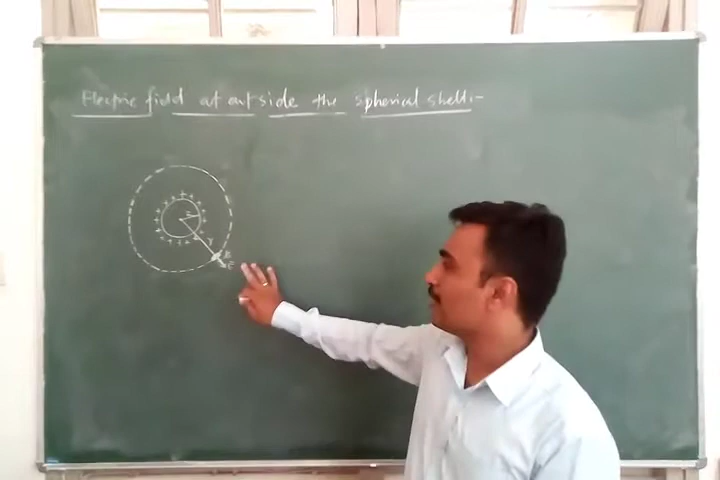 Electric field at outside the spherical shell:-
R
r
E